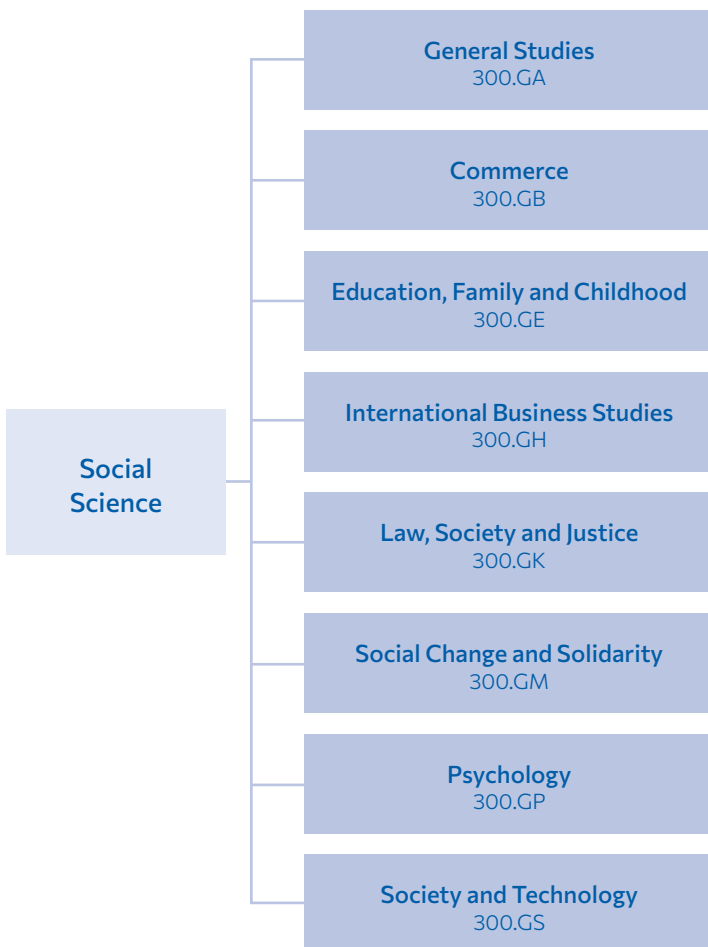 General Studies
300.GA
Commerce
300.GB
Education, Family and Childhood
300.GE
International Business Studies
300.GH
Social
Science
Law, Society and Justice
300.GK
Social Change and Solidarity
300.GM
Psychology
300.GP
Society and Technology
300.GS